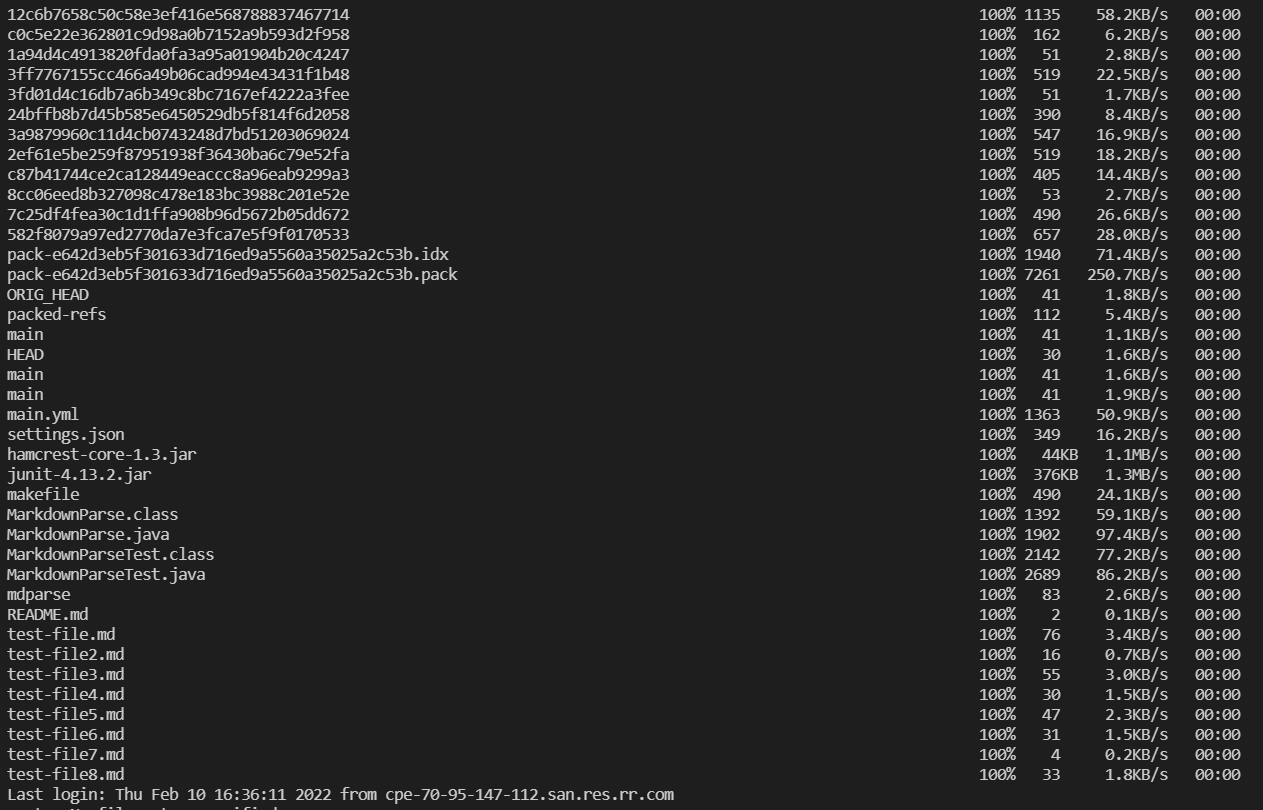 12c6b7658c50c58e3ef416e568788837467714 100% 1135 58.2KB/s 00:00
c0c5e22e362801c9d98a0b7152a9b593d2f958 100% 162 6.2KB/s 00:00
1a94d4c4913820fda0fa3a95a01904b20c4247 100% 51 2.8KB/s 00:00
3ff7767155cc466a49b06cad994e43431f1b48 100% 519 22.5KB/s 00:00
3fd01d4c16db7a6b349c8bc7167ef4222a3fee 100% 51 1.7KB/s 00:00
24bffb8b7d45b585e6450529db5f814f6d2058 100% 390 8.4KB/s 00:00
3a9879960c11d4cb0743248d7bd51203069024 100% 547 16.9KB/s 00:00
2ef61e5be259f87951938f36430ba6c79e52fa 100% 519 18.2KB/s 00:00
c87b41744ce2ca128449eaccc8a96eab9299a3 100% 405 14.4KB/s 00:00
8cc06eed8b327098c478e183bc3988c201e52e 100% 53 2.7KB/s 00:00
7c25df4fea30c1d1ffa908b96d5672b05dd672 100% 490 26.6KB/s 00:00
582f8079a97ed2770da7e3fca7e5f9f0170533 100% 657 28.0KB/s 00:00
pack-e642d3eb5f301633d716ed9a5560a35025a2c53b.idx 100% 1940 71.4KB/s 00:00
pack-e642d3eb5f301633d716ed9a5560a35025a2c53b.pack 100% 7261 250.7KB/s 00:00
ORIG_HEAD 100% 41 1.8KB/s 00:00
packed-refs 100% 112 5.4KB/s 00:00
main 100% 41 1.1KB/s 00:00
HEAD 100% 30 1.6KB/s 00:00
main 100% 41 1.6KB/s 00:00
main 100% 41 1.9KB/s 00:00
main.yml 100% 1363 50.9KB/s 00:00
settings.json 100% 349 16.2KB/s 00:00
hamcrest-core-1.3.jar 100% 44KB 1.1MB/s 00:00
junit-4.13.2.jar 100% 376KB 1.3MB/s 00:00
makefile 100% 490 24.1KB/s 00:00
MarkdownParse.class 100% 1392 59.1KB/s 00:00
MarkdownParse.java 100% 1902 97.4KB/s 00:00
MarkdownParseTest.class 100% 2142 77.2KB/s 00:00
MarkdownParseTest.java 100% 2689 86.2KB/s 00:00
mdparse 100% 83 2.6KB/s 00:00
README.md 100% 2 0.1KB/s 00:00
test-file.md 100% 76 3.4KB/s 00:00
test-file2.md 100% 16 0.7KB/s 00:00
test-file3.md 100% 55 3.0KB/s 00:00
test-file4.md 100% 30 1.5KB/s 00:00
test-file5.md 100% 47 2.3KB/s 00:00
test-file6.md 100% 31 1.5KB/s 00:00
test-file7.md 100% 4 0.2KB/s 00:00
test-file8.md 100% 33 1.8KB/s 00:00
Last login: Thu Feb 10 16:36:11 2022 from cpe-70-95-147-112.san.res.rr.com